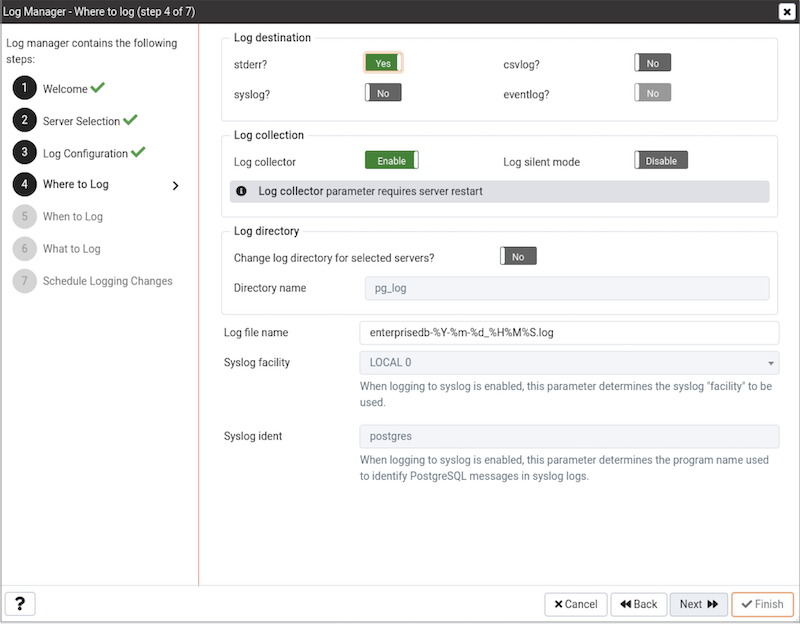 Log Manager - Where to log (step 4 of 7)
Log manager contains the following
steps:
1 Welcome
2 Server Selection
3 Log Configuration
4 Where to Log
5 When to Log
6 What to Log
7 Schedule Logging Changes
Log destination
stderr? Yes csvlog? No
syslog? No eventlog? No
Log collection
Log collector Enable Log silent mode Disable
Log collector parameter requires server restart
Log directory
Change log directory for selected servers? No
Directory name pg_log
Log file name enterprisedb-%Y-%m-%d_%H%M%S.log
Syslog facility LOCAL 0
When logging to syslog is enabled, this parameter determines the syslog "facility" to be
used.
Syslog ident postgres
When logging to syslog is enabled, this parameter determines the program name used
to identify PostgreSQL messages in syslog logs.
? Cancel Back Next Finish